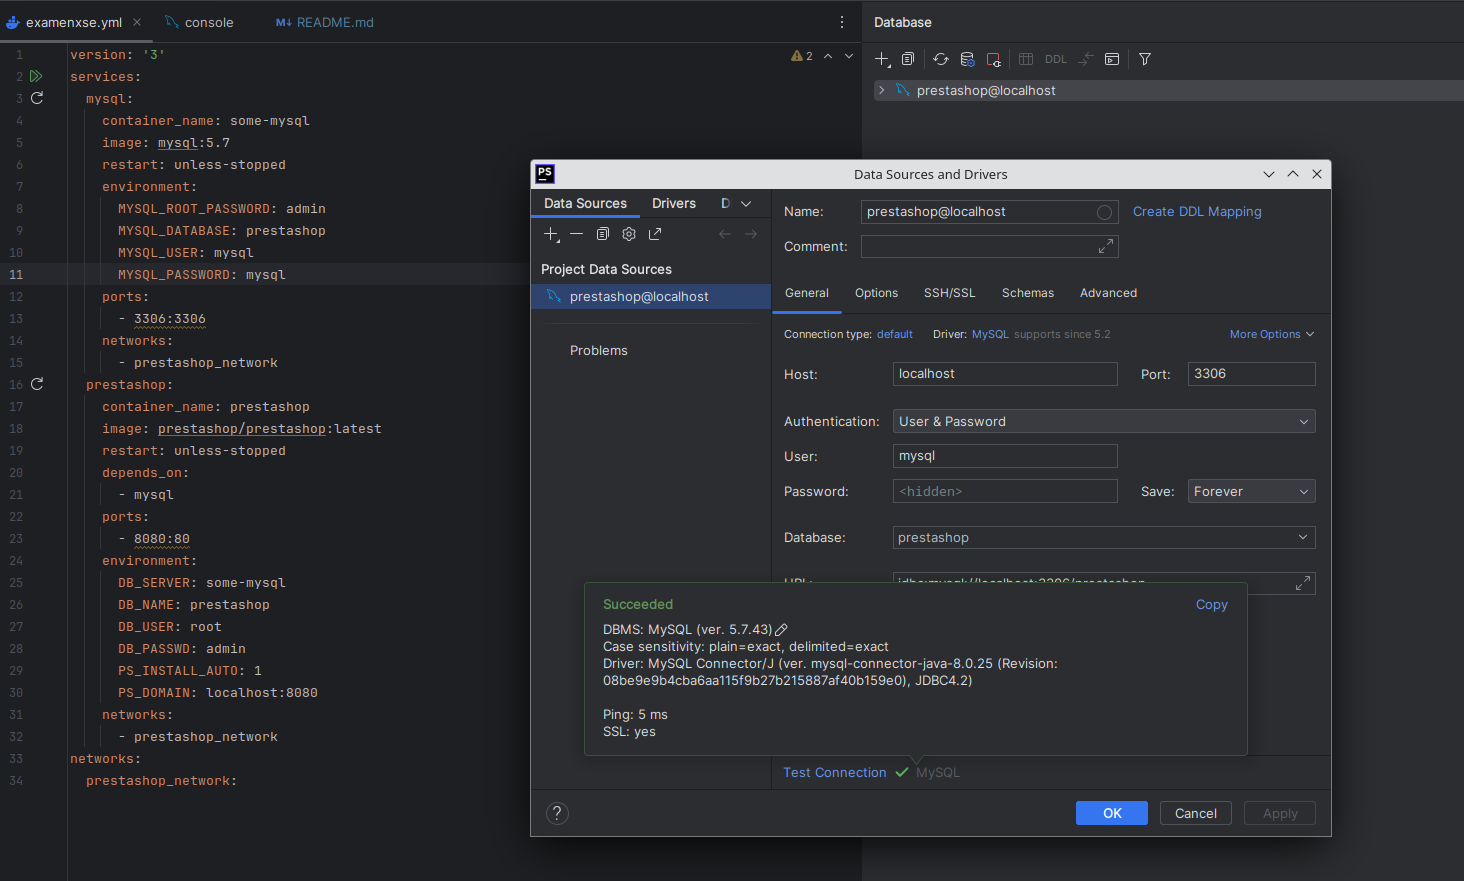 examenxse.yml
console
README.md
1 version: '3'
2 services:
3 mysql:
4 container_name: some-mysql
5 image: mysql:5.7
6 restart: unless-stopped
7 environment:
8 MYSQL_ROOT_PASSWORD: admin
9 MYSQL_DATABASE: prestashop
10 MYSQL_USER: mysql
11 MYSQL_PASSWORD: mysql
12 ports:
13 - 3306:3306
14 networks:
15 - prestashop_network
16 prestashop:
17 container_name: prestashop
18 image: prestashop/prestashop:latest
19 restart: unless-stopped
20 depends_on:
21 - mysql
22 ports:
23 - 8080:80
24 environment:
25 DB_SERVER: some-mysql
26 DB_NAME: prestashop
27 DB_USER: root
28 DB_PASSWD: admin
29 PS_INSTALL_AUTO: 1
30 PS_DOMAIN: localhost:8080
31 networks:
32 - prestashop_network
33 networks:
34 prestashop_network:
2
Database
DDL
prestashop@localhost
PS
Data Sources and Drivers
Data Sources
Drivers
D
Project Data Sources
prestashop@localhost
Problems
Name: prestashop@localhost
Create DDL Mapping
Comment:
General
Options
SSH/SSL
Schemas
Advanced
Connection type: default
Driver: MySQL supports since 5.2
More Options
Host: localhost
Port: 3306
Authentication: User & Password
User: mysql
Password: <hidden>
Save: Forever
Database: prestashop
URL: jdbc:mysql://localhost:3306/prestashop
Succeeded
Copy
DBMS: MySQL (ver. 5.7.43)
Case sensitivity: plain=exact, delimited=exact
Driver: MySQL Connector/J (ver. mysql-connector-java-8.0.25 (Revision:
08be9e9b4cba6aa115f9b27b215887af40b159e0), JDBC4.2)
Ping: 5 ms
SSL: yes
Test Connection
MySQL
?
OK
Cancel
Apply